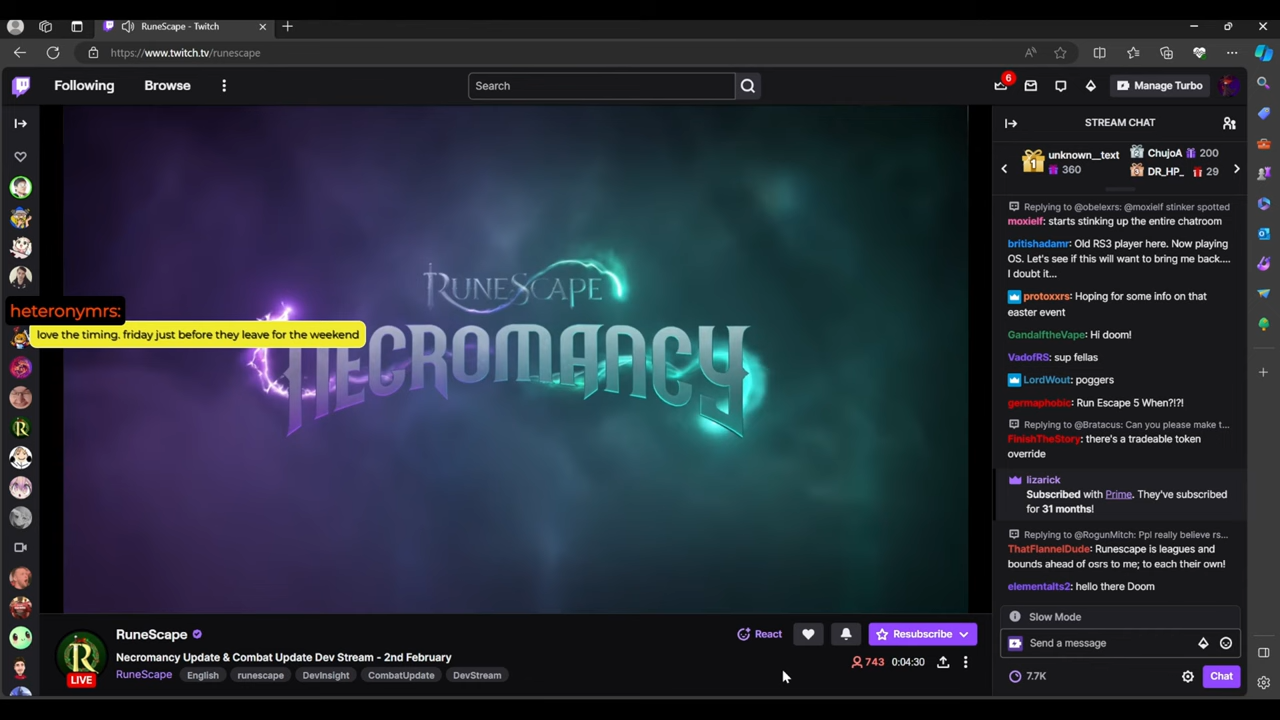 RuneScape - Twitch
https://www.twitch.tv/runescape
Following
Browse
Search
6
Manage Turbo
STREAM CHAT
1
unknown__text
360
ChujoA 200
DR_HP_ 29
RUNESCAPE
NECROMANCY
heteronymrs:
love the timing. friday just before they leave for the weekend
Replying to @obelexrs: @moxielf stinker spotted
moxielf: starts stinking up the entire chatroom
britishadamr: Old RS3 player here. Now playing
OS. Let's see if this will want to bring me back....
I doubt it...
protoxxrs: Hoping for some info on that
easter event
GandalftheVape: Hi doom!
VadofRS: sup fellas
LordWout: poggers
germaphobic: Run Escape 5 When?!?!
Replying to @Bratacus: Can you please make t...
FinishTheStory: there's a tradeable token
override
lizarick
Subscribed with Prime. They've subscribed
for 31 months!
Replying to @RogunMitch: Ppl really believe rs...
ThatFlannelDude: Runescape is leagues and
bounds ahead of osrs to me; to each their own!
elementalts2: hello there Doom
Slow Mode
Send a message
7.7K
Chat
R
LIVE
RuneScape
Necromancy Update & Combat Update Dev Stream - 2nd February
RuneScape
English
runescape
DevInsight
CombatUpdate
DevStream
React
Resubscribe
743
0:04:30